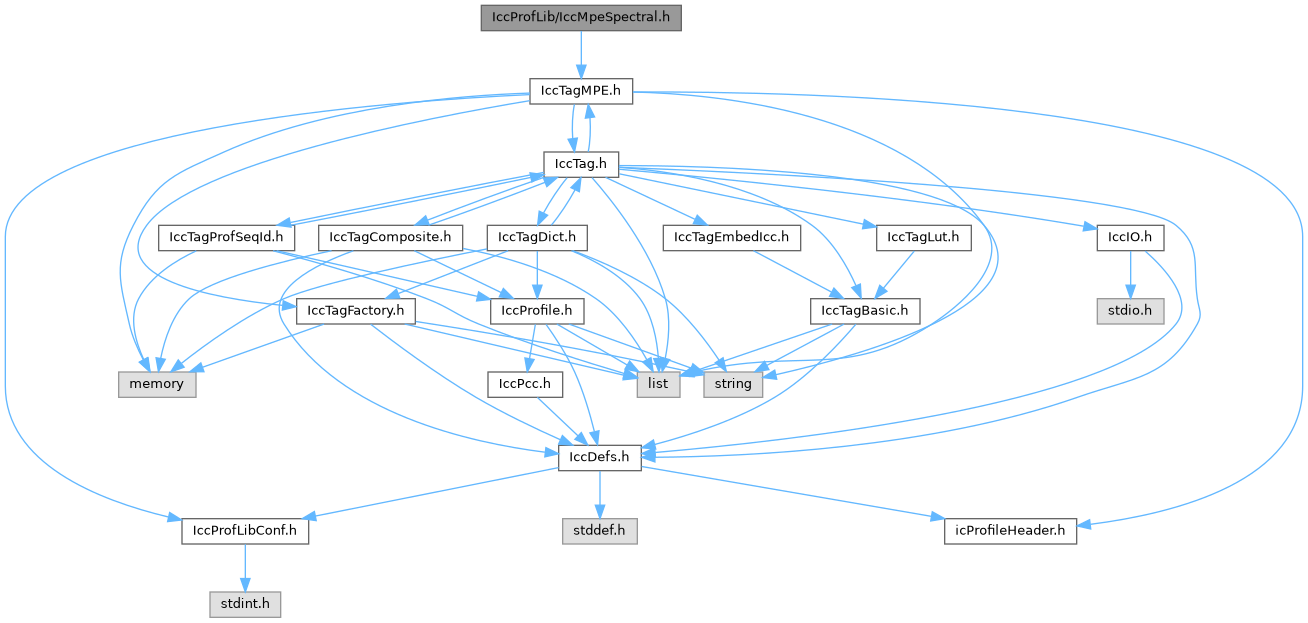 IccProfLib/IccMpeSpectral.h
IccTagMPE.h
IccTag.h
IccTagProfSeqId.h
IccTagComposite.h
IccTagDict.h
IccTagEmbedIcc.h
IccTagLut.h
IccIO.h
IccTagFactory.h
IccProfile.h
IccTagBasic.h
stdio.h
memory
IccPcc.h
list
string
IccDefs.h
IccProfLibConf.h
stddef.h
icProfileHeader.h
stdint.h